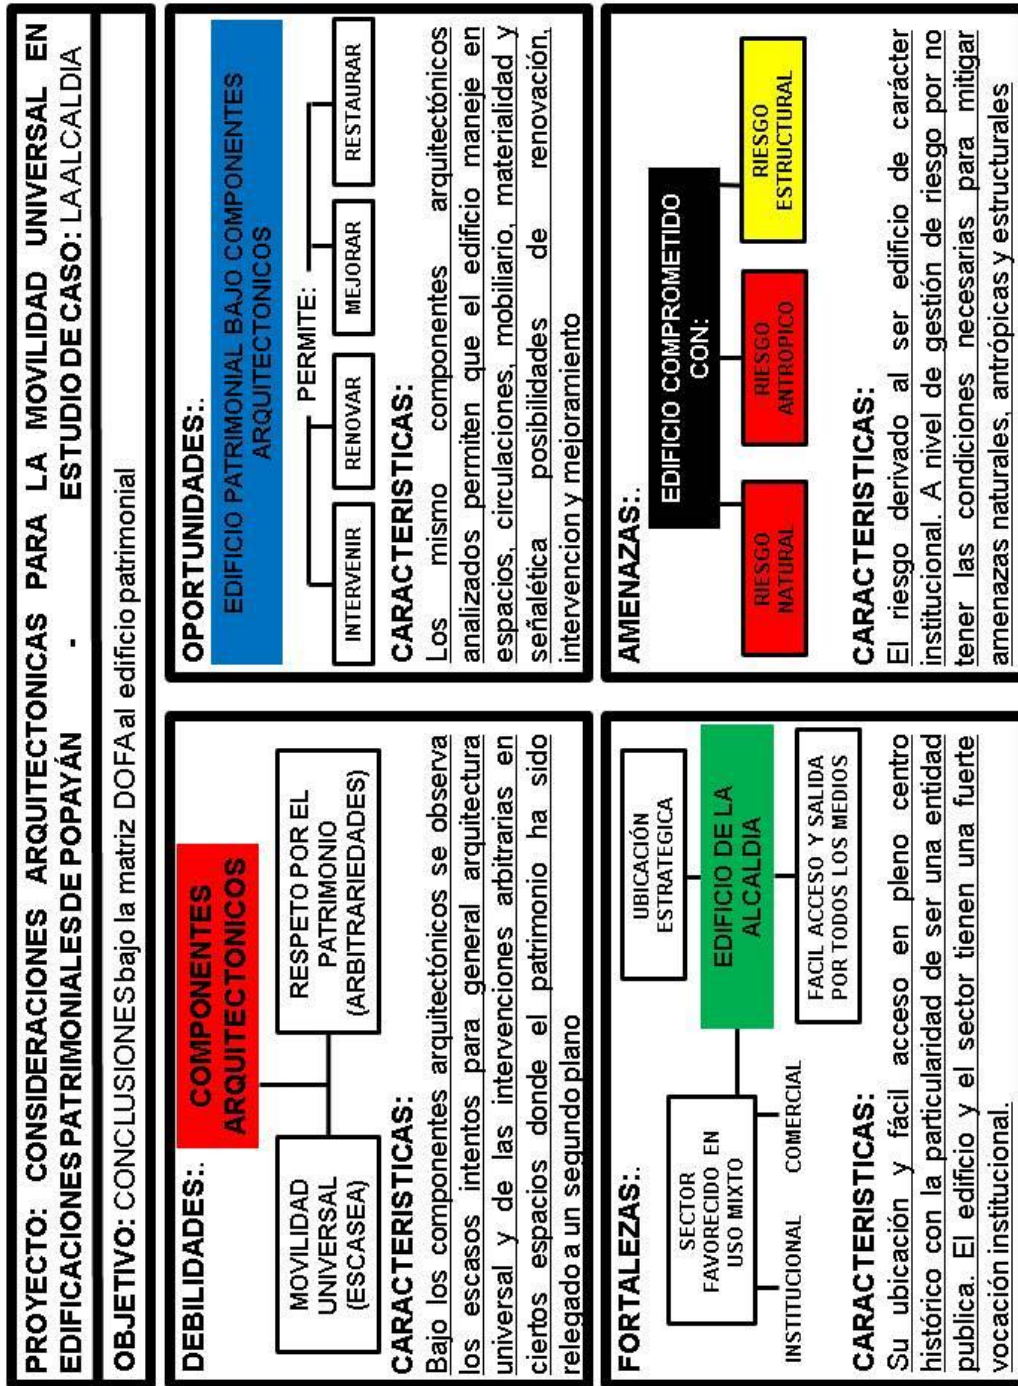 PROYECTO: CONSIDERACIONES ARQUITECTONICAS PARA LA MOVILIDAD UNIVERSAL EN
EDIFICACIONES PATRIMONIALES DE POPAYÁN - ESTUDIO DE CASO: LA ALCALDIA
OBJETIVO: CONCLUSIONES bajo la matriz DOFA al edificio patrimonial
DEBILIDADES:.
COMPONENTES
ARQUITECTONICOS
MOVILIDAD
UNIVERSAL
(ESCASEA)
RESPETO POR EL
PATRIMONIO
(ARBITRARIEDADES)
CARACTERISTICAS:
Bajo los componentes arquitectónicos se observa
los escasos intentos para general arquitectura
universal y de las intervenciones arbitrarias en
ciertos espacios donde el patrimonio ha sido
relegado a un segundo plano
OPORTUNIDADES:.
EDIFICIO PATRIMONIAL BAJO COMPONENTES
ARQUITECTONICOS
PERMITE:
INTERVENIR
RENOVAR
MEJORAR
RESTAURAR
CARACTERISTICAS:
Los mismo componentes arquitectónicos
analizados permiten que el edificio maneje en
espacios, circulaciones, mobiliario, materialidad y
señalética posibilidades de renovación,
intervencion y mejoramiento
FORTALEZAS:.
UBICACIÓN
ESTRATEGICA
SECTOR
FAVORECIDO EN
USO MIXTO
EDIFICIO DE LA
ALCALDIA
INSTITUCIONAL
COMERCIAL
FACIL ACCESO Y SALIDA
POR TODOS LOS MEDIOS
CARACTERISTICAS:
Su ubicación y fácil acceso en pleno centro
histórico con la particularidad de ser una entidad
publica. El edificio y el sector tienen una fuerte
vocación institucional.
AMENAZAS:.
EDIFICIO COMPROMETIDO
CON:
RIESGO
NATURAL
RIESGO
ANTROPICO
RIESGO
ESTRUCTURAL
CARACTERISTICAS:
El riesgo derivado al ser edificio de carácter
institucional. A nivel de gestión de riesgo por no
tener las condiciones necesarias para mitigar
amenazas naturales, antrópicas y estructurales